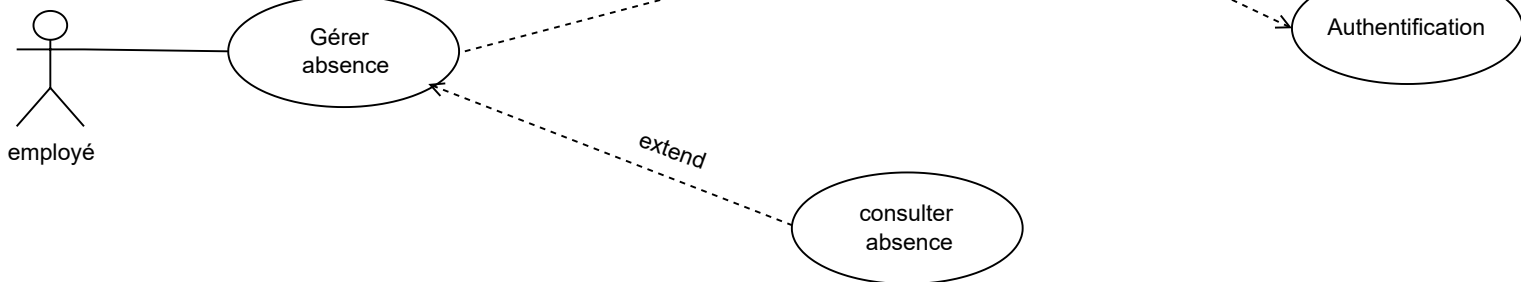 Gérer
absence
Authentification
employé
extend
consulter
absence